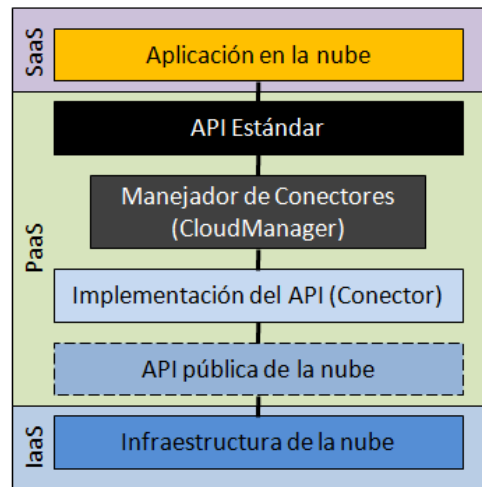 SaaS
Aplicación en la nube
PaaS
API Estándar
Manejador de Conectores
(CloudManager)
Implementación del API (Conector)
API pública de la nube
IaaS
Infraestructura de la nube